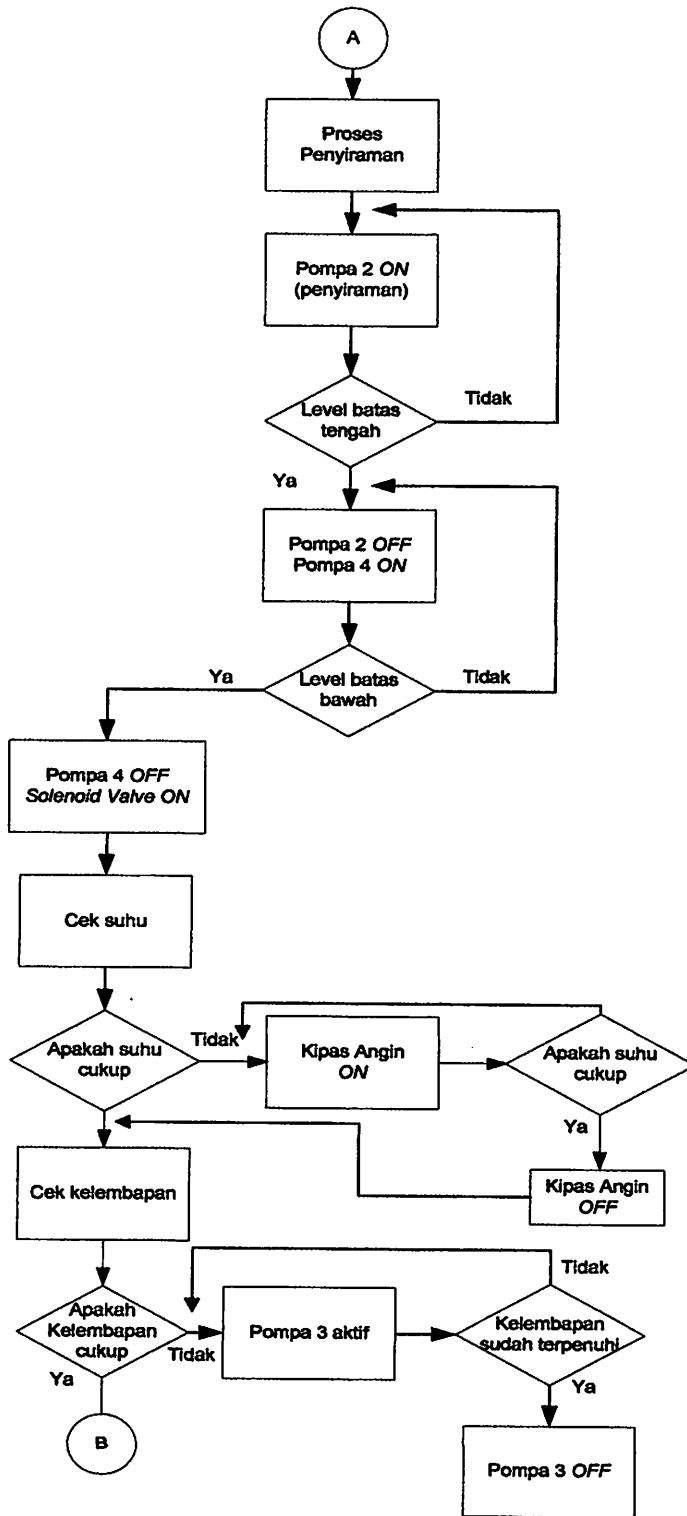 A
Proses
Penyiraman
Pompa 2 ON
(penyiraman)
Level batas
tengah
Tidak
Ya
Pompa 2 OFF
Pompa 4 ON
Level batas
bawah
Ya
Tidak
Pompa 4 OFF
Solenoid Valve ON
Cek suhu
Apakah suhu
cukup
Tidak
Kipas Angin
ON
Apakah suhu
cukup
Ya
Kipas Angin
OFF
Cek kelembapan
Apakah
Kelembapan
cukup
Tidak
Ya
Pompa 3 aktif
Kelembapan
sudah terpenuhi
Tidak
Ya
Pompa 3 OFF
B